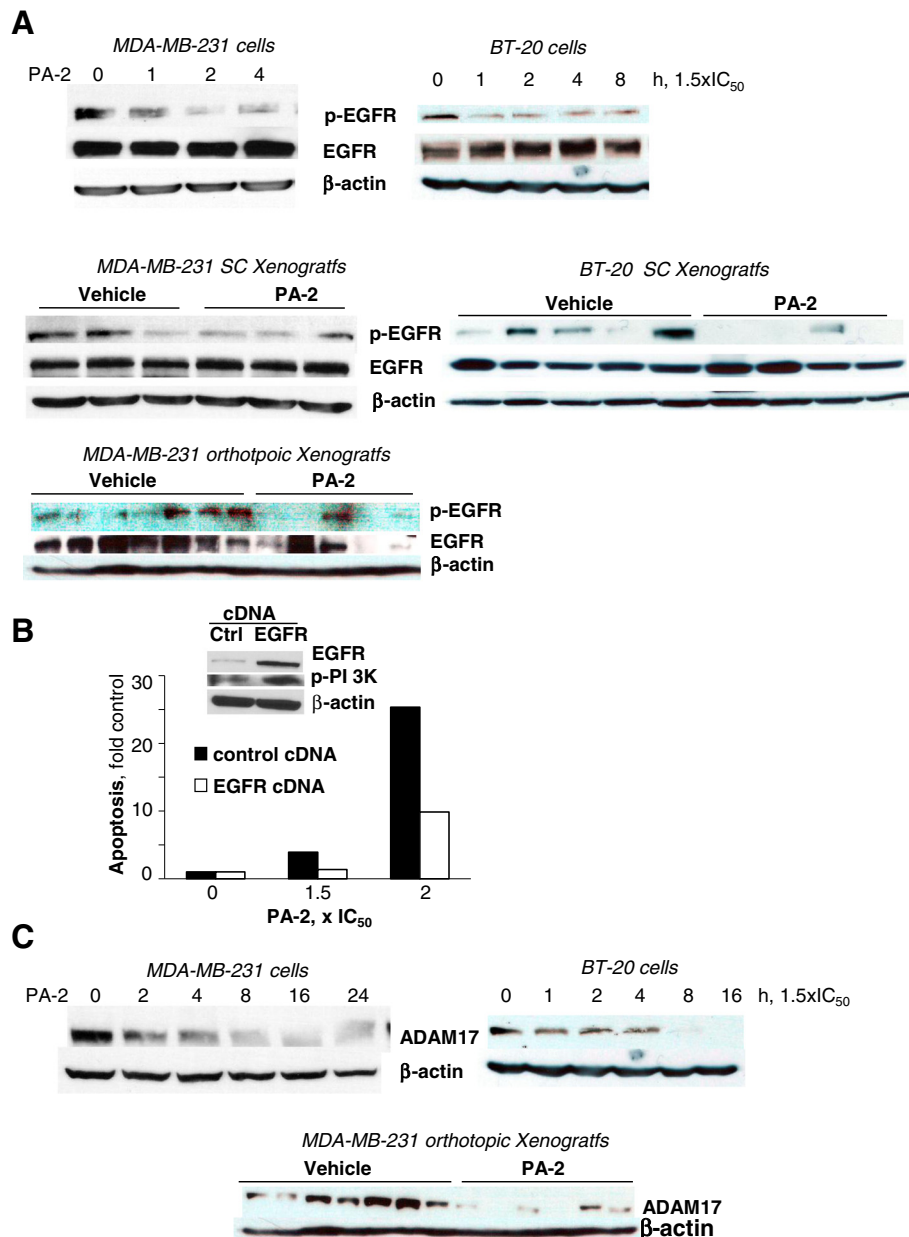 A
MDA-MB-231 cells
PA-2 0 1 2 4
BT-20 cells
0 1 2 4 8 h, 1.5xIC50
p-EGFR
EGFR
β-actin
MDA-MB-231 SC Xenogratfs
Vehicle PA-2
BT-20 SC Xenogratfs
Vehicle PA-2
p-EGFR
EGFR
β-actin
MDA-MB-231 orthotpoic Xenogratfs
Vehicle PA-2
p-EGFR
EGFR
β-actin
B
cDNA
Ctrl EGFR
EGFR
p-PI 3K
β-actin
Apoptosis, fold control
30
20
10
0
control cDNA
EGFR cDNA
0 1.5 2
PA-2, x IC50
C
MDA-MB-231 cells
PA-2 0 2 4 8 16 24
BT-20 cells
0 1 2 4 8 16 h, 1.5xIC50
ADAM17
β-actin
MDA-MB-231 orthotopic Xenogratfs
Vehicle PA-2
ADAM17
β-actin